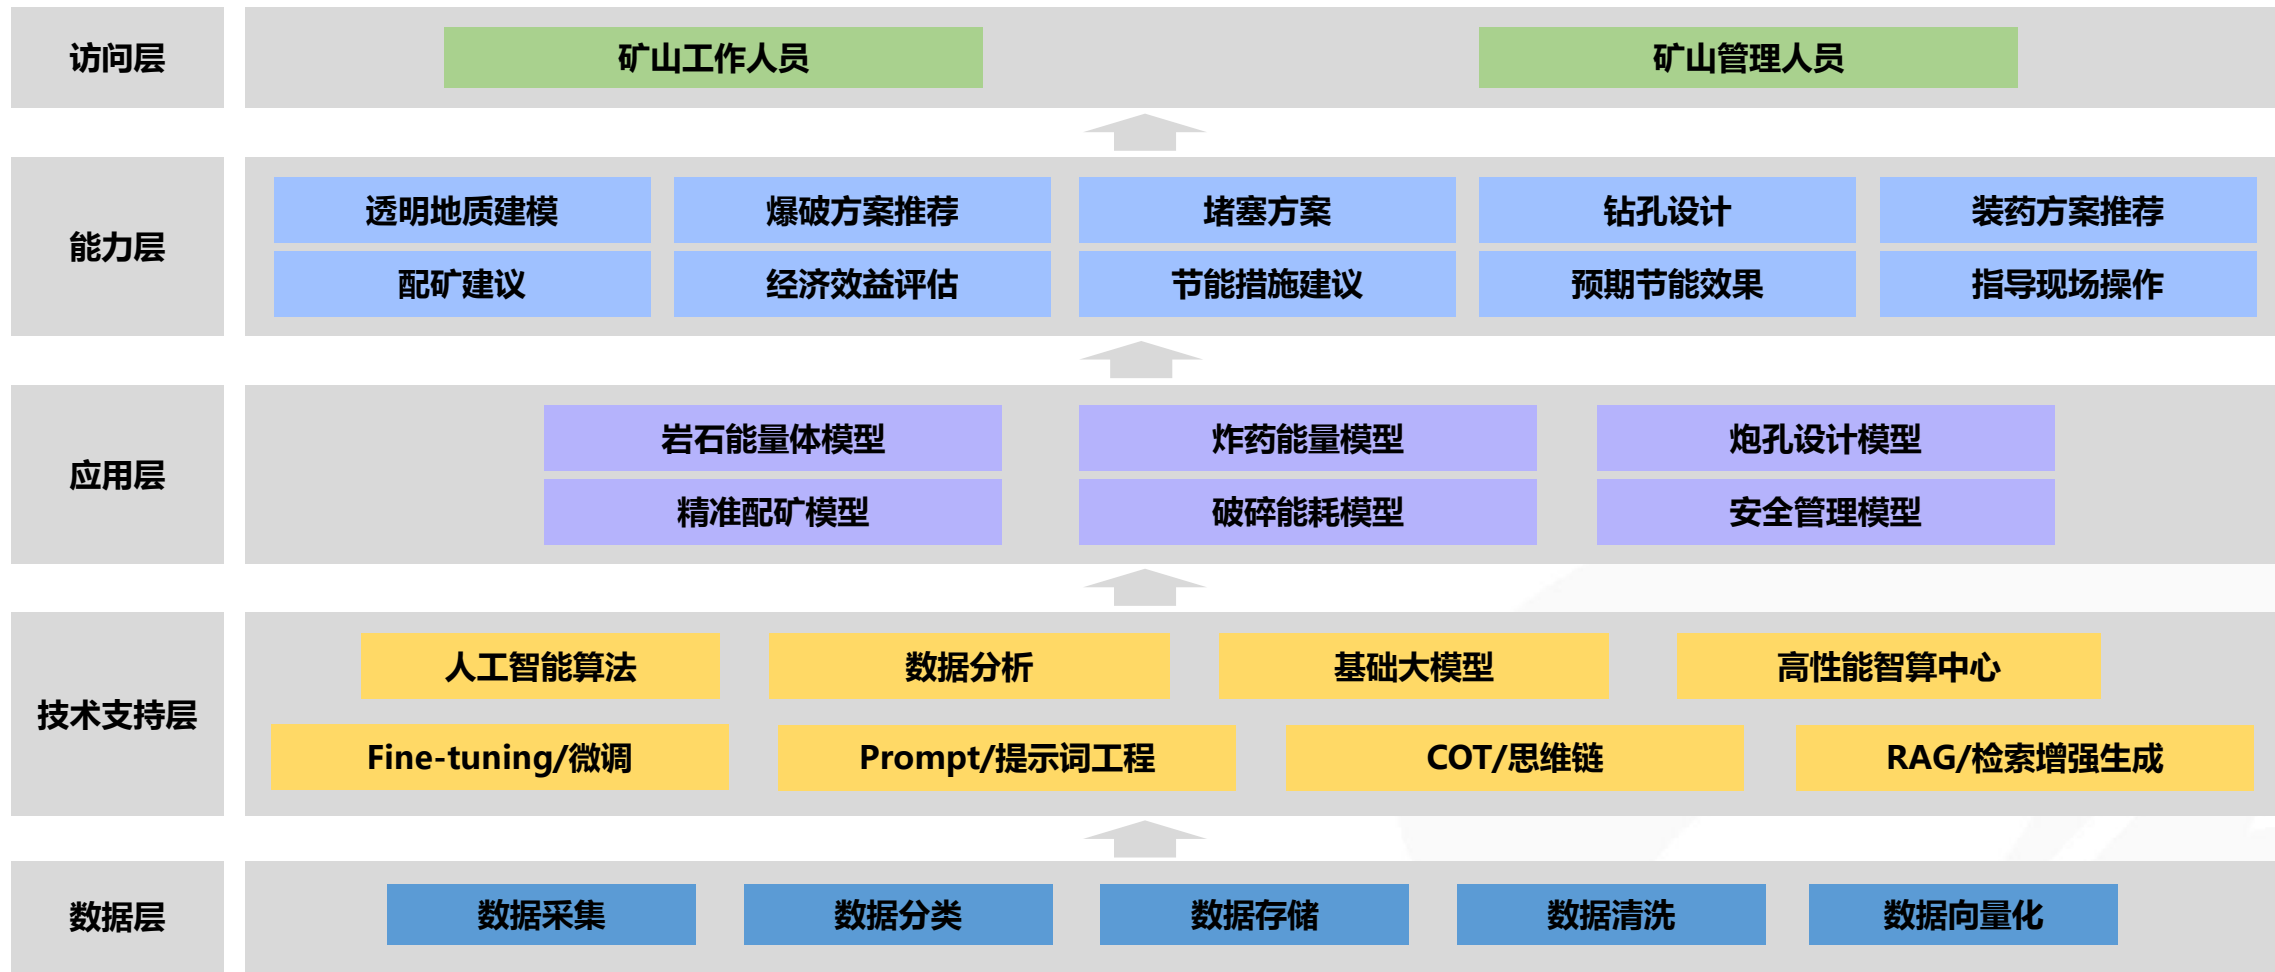 访问层
矿山工作人员
矿山管理人员
能力层
透明地质建模
爆破方案推荐
堵塞方案
钻孔设计
装药方案推荐
配矿建议
经济效益评估
节能措施建议
预期节能效果
指导现场操作
应用层
岩石能量体模型
炸药能量模型
炮孔设计模型
精准配矿模型
破碎能耗模型
安全管理模型
技术支持层
人工智能算法
数据分析
基础大模型
高性能智算中心
Fine-tuning/微调
Prompt/提示词工程
COT/思维链
RAG/检索增强生成
数据层
数据采集
数据分类
数据存储
数据清洗
数据向量化